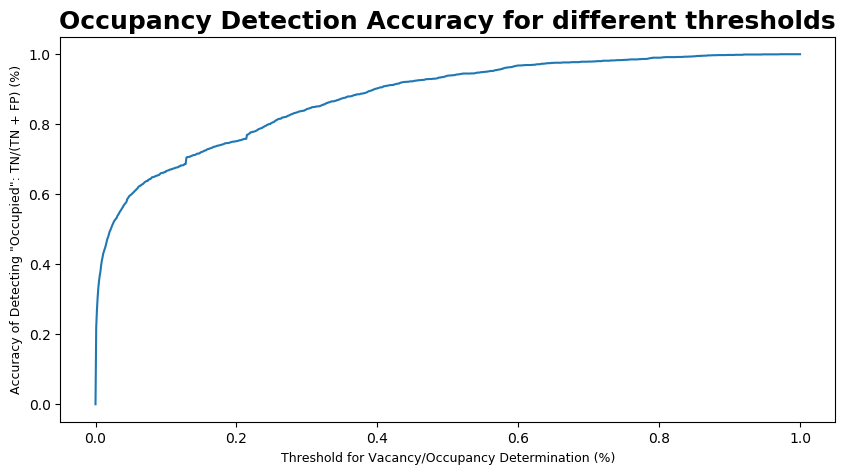 Occupancy Detection Accuracy for different thresholds
Accuracy of Detecting "Occupied": TN/(TN + FP) (%)
1.0
0.8
0.6
0.4
0.2
0.0
0.0 0.2 0.4 0.6 0.8 1.0
Threshold for Vacancy/Occupancy Determination (%)